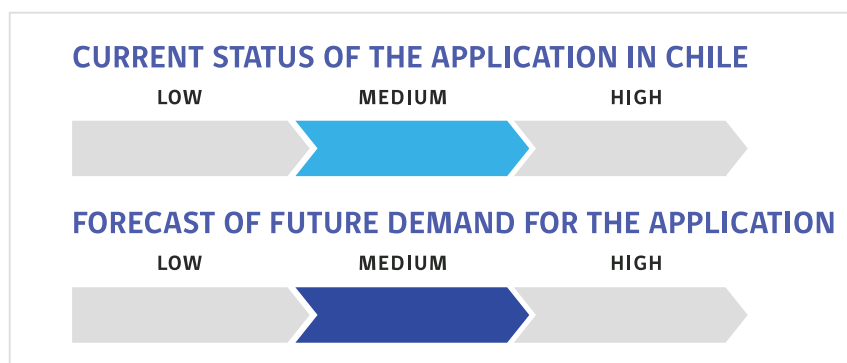 CURRENT STATUS OF THE APPLICATION IN CHILE
LOW MEDIUM HIGH
FORECAST OF FUTURE DEMAND FOR THE APPLICATION
LOW MEDIUM HIGH